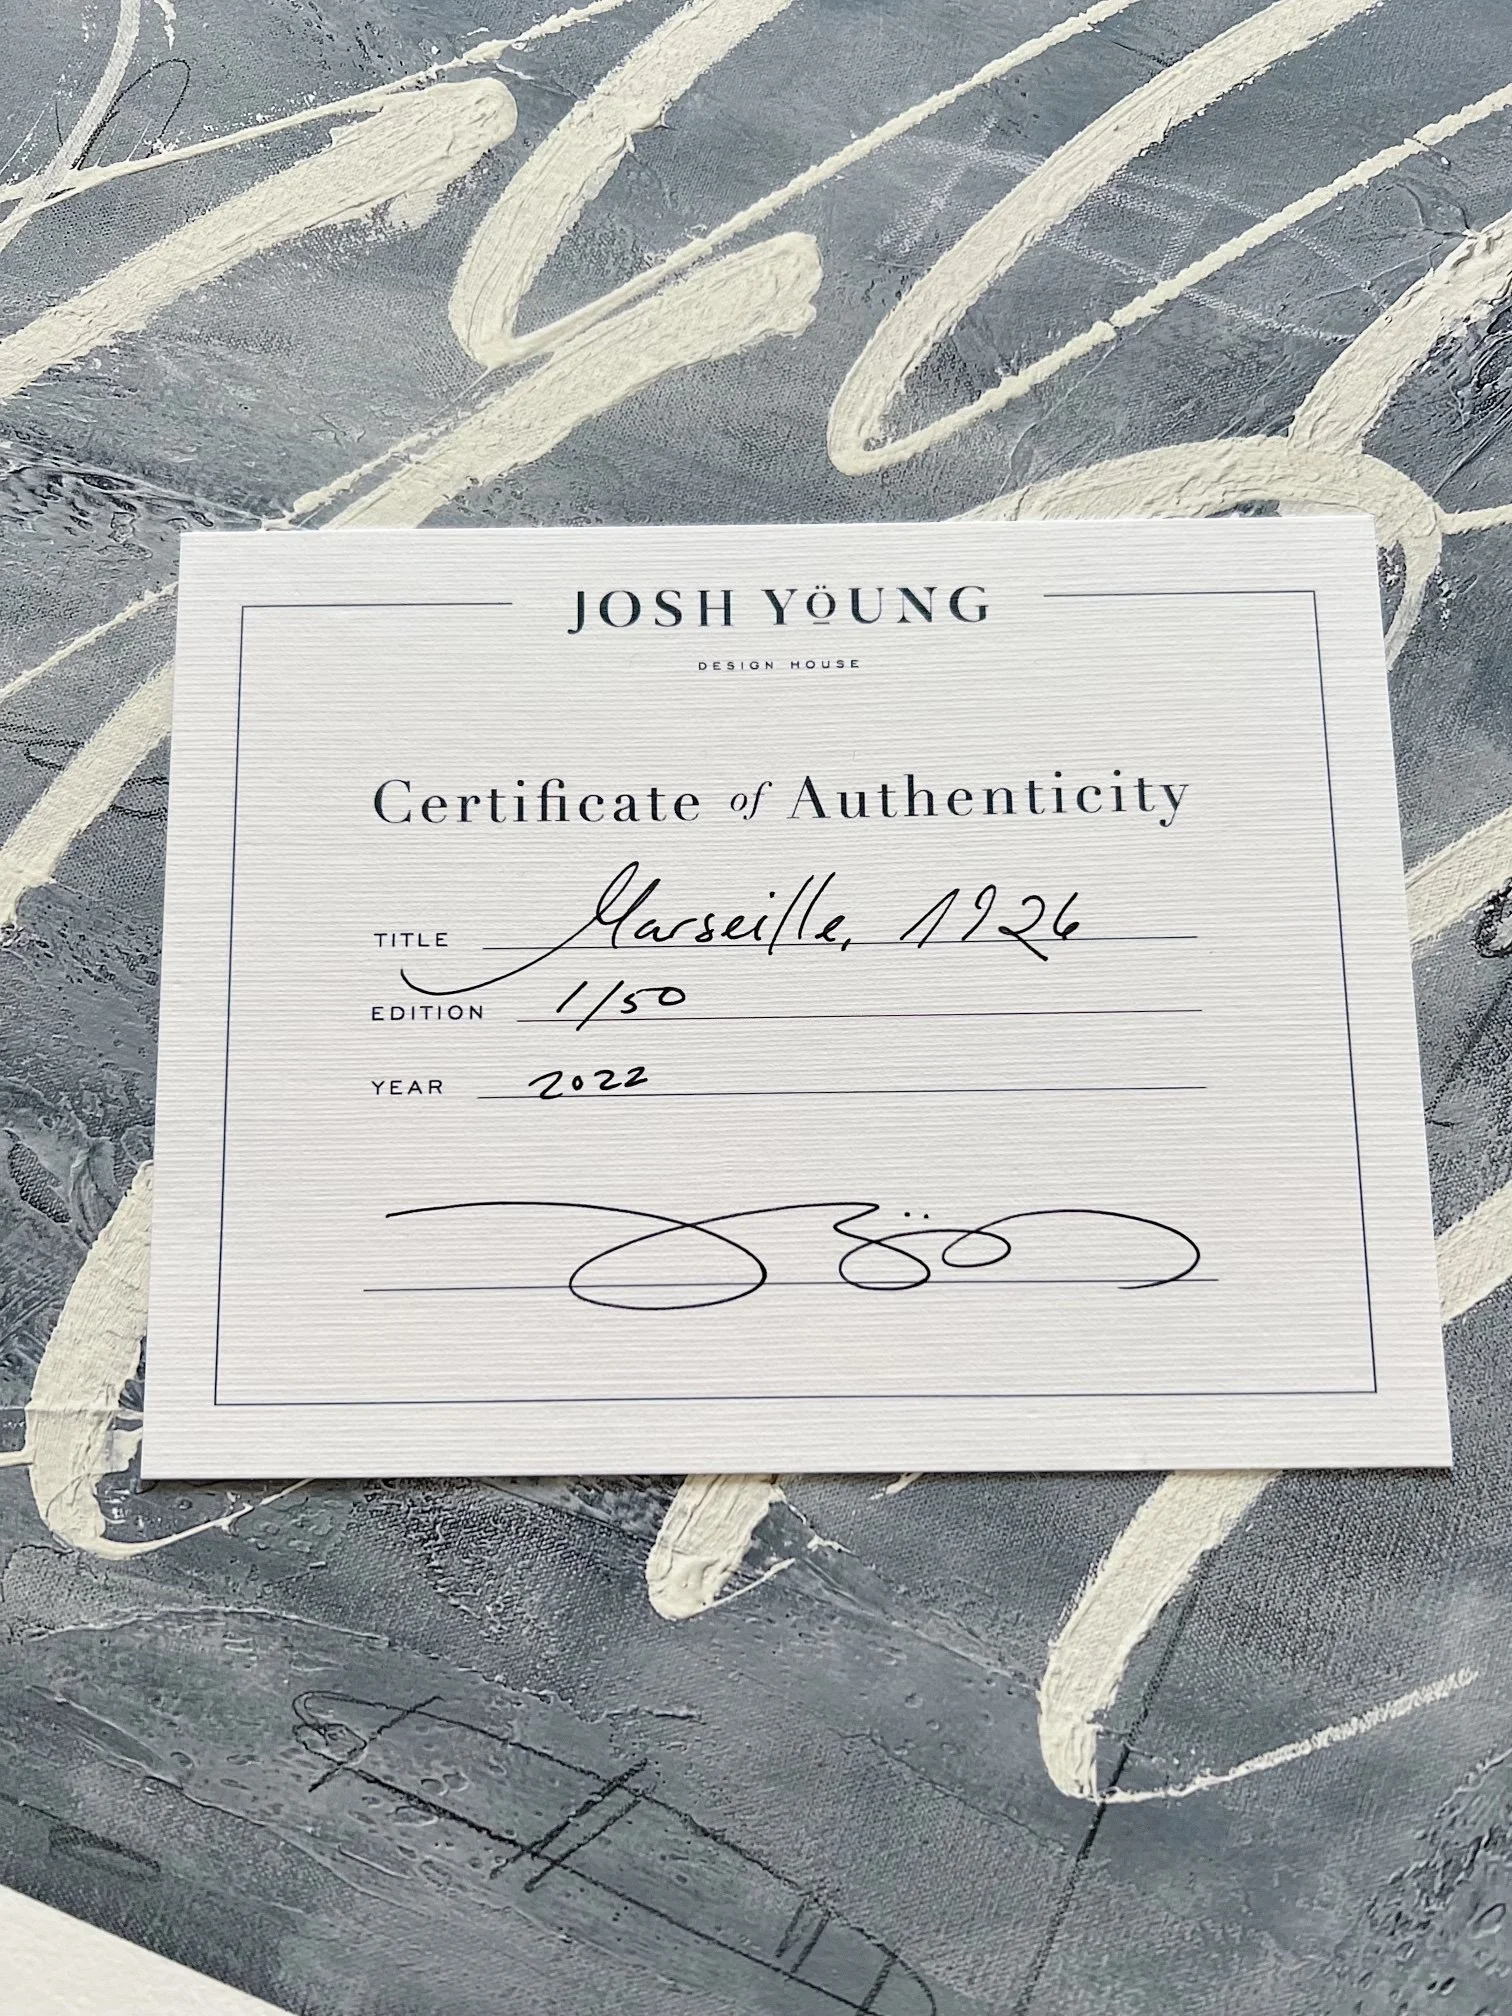 JOSH YÖUNG
DESIGN HOUSE
Certificate of Authenticity
TITLE Marseille, 1926
EDITION 1/50
YEAR 2022